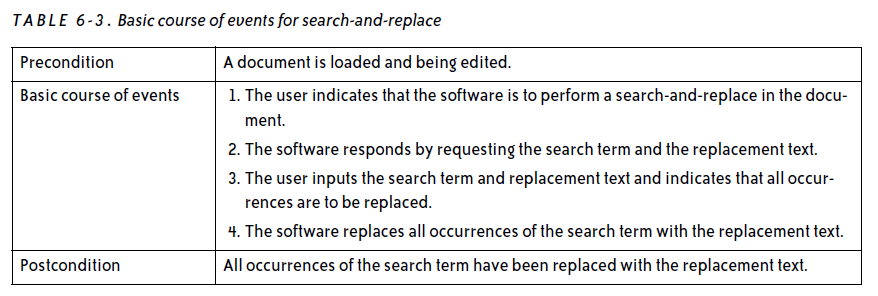 TABLE 6-3. Basic course of events for search-and-replace
Precondition A document is loaded and being edited.
Basic course of events 1. The user indicates that the software is to perform a search-and-replace in the docu-
ment.
2. The software responds by requesting the search term and the replacement text.
3. The user inputs the search term and replacement text and indicates that all occur-
rences are to be replaced.
4. The software replaces all occurrences of the search term with the replacement text.
Postcondition All occurrences of the search term have been replaced with the replacement text.